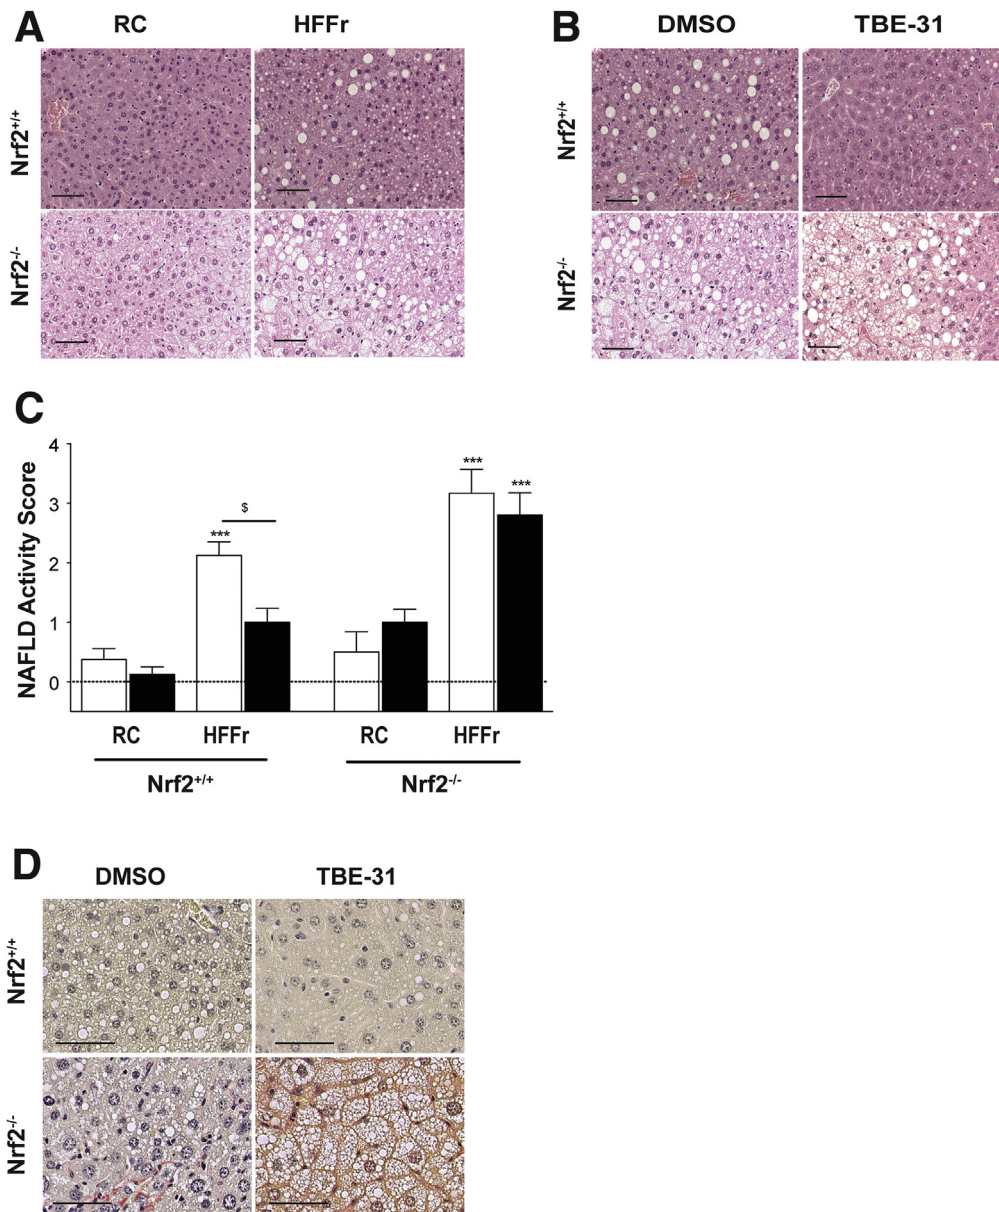 A
RC
HFFr
Nrf2+/+
Nrf2-/-
B
DMSO
TBE-31
Nrf2+/+
Nrf2-/-
C
NAFLD Activity Score
4
3
2
1
0
***
$
***
***
RC
HFFr
RC
HFFr
Nrf2+/+
Nrf2-/-
D
DMSO
TBE-31
Nrf2+/+
Nrf2-/-